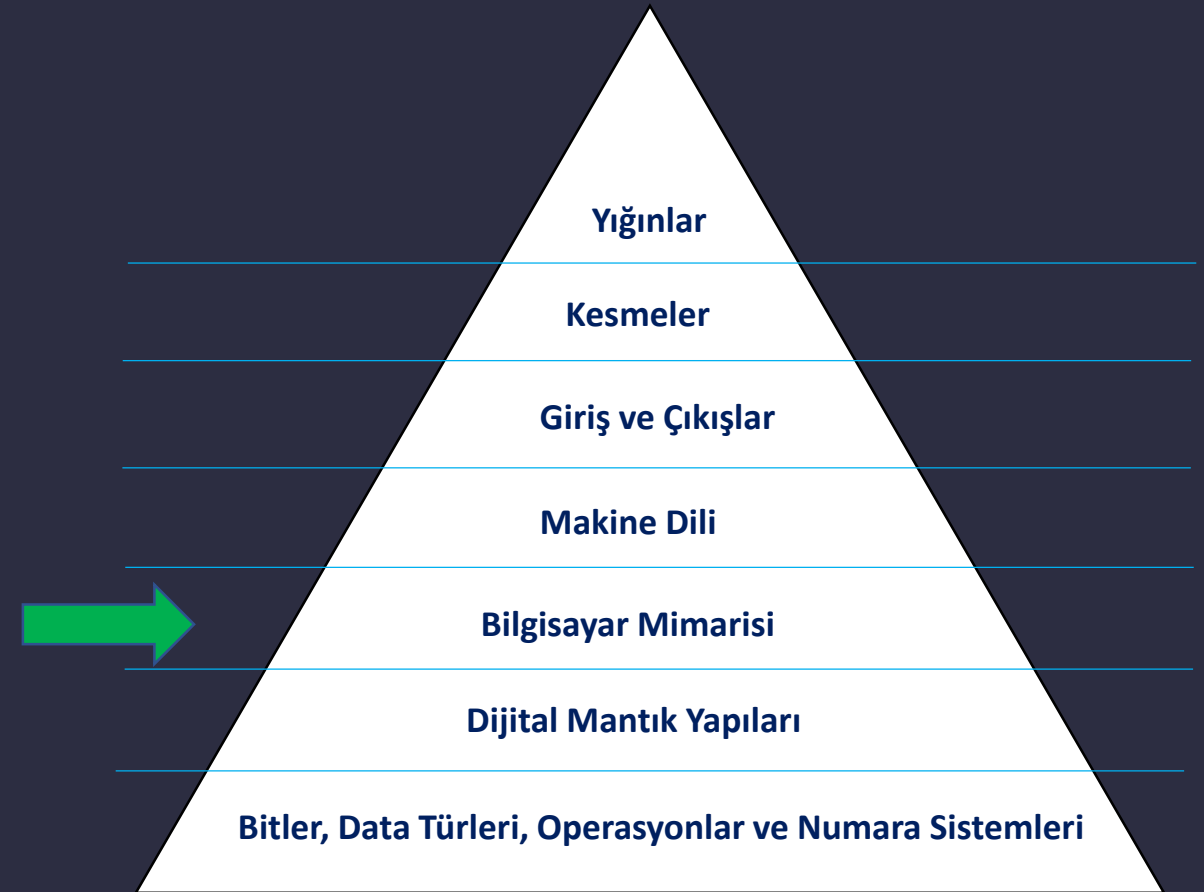 Yığınlar
Kesmeler
Giriş ve Çıkışlar
Makine Dili
Bilgisayar Mimarisi
Dijital Mantık Yapıları
Bitler, Data Türleri, Operasyonlar ve Numara Sistemleri